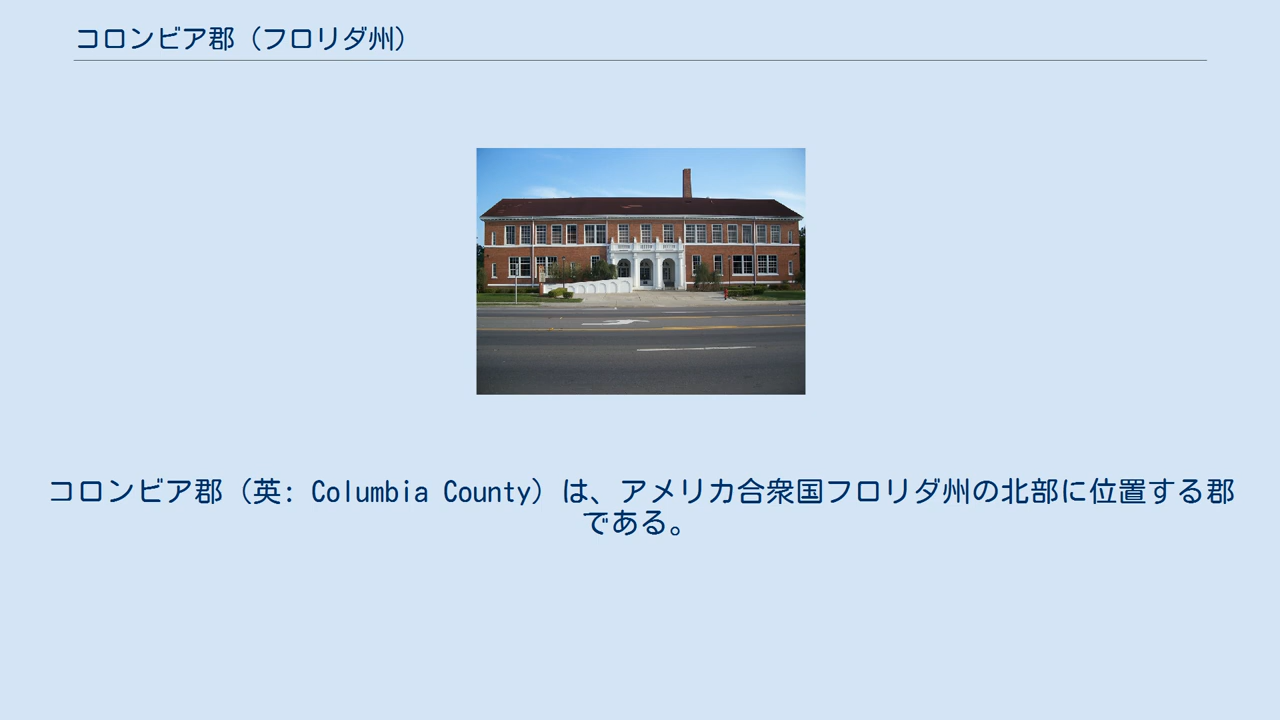 コロンビア郡（フロリダ州）
コロンビア郡（英: Columbia County）は、アメリカ合衆国フロリダ州の北部に位置する郡
である。